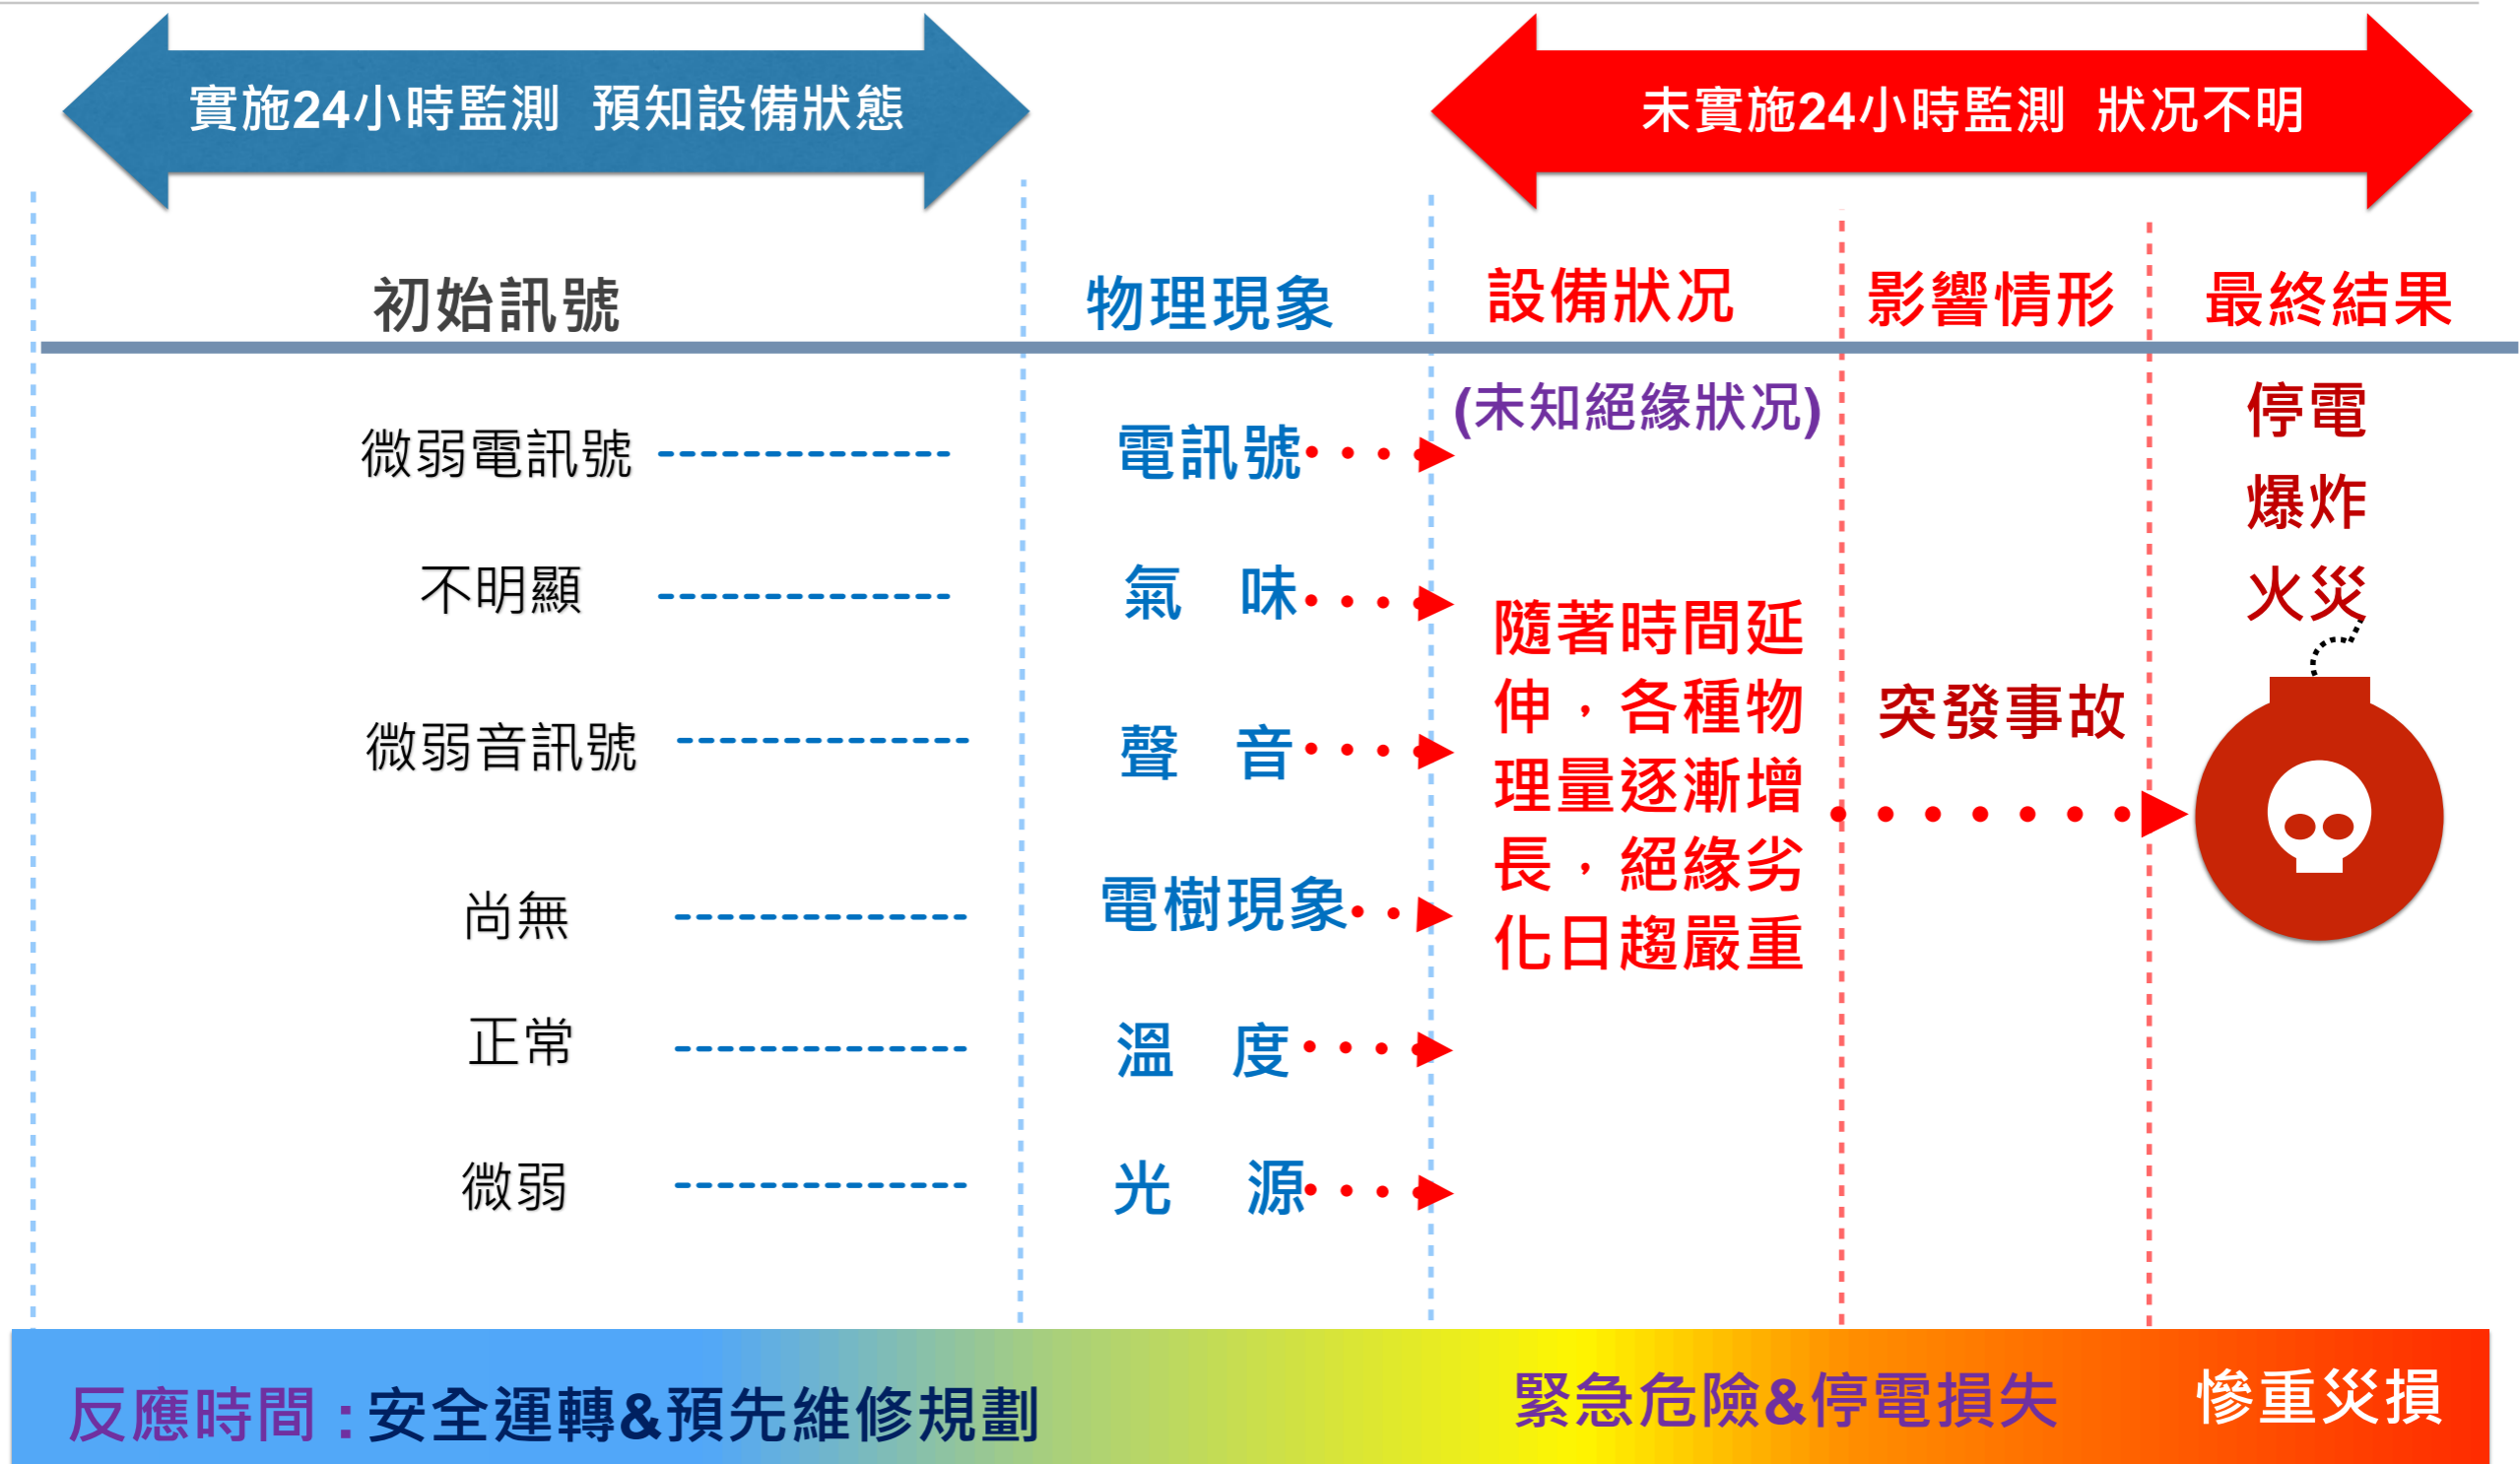 實施24小時監測 預知設備狀態
未實施24小時監測 狀況不明
初始訊號
物理現象
設備狀況
影響情形
最終結果
微弱電訊號
電訊號
不明顯
氣 味
微弱音訊號
聲 音
尚無
電樹現象
正常
溫 度
微弱
光 源
(未知絕緣狀況)
隨著時間延
伸，各種物
理量逐漸增
長，絕緣劣
化日趨嚴重
突發事故
停電
爆炸
火災
反應時間：安全運轉&預先維修規劃
緊急危險&停電損失
慘重災損